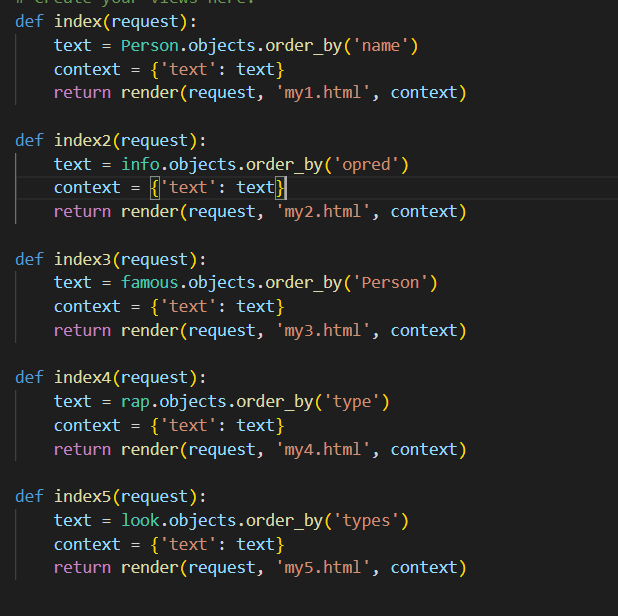 # Create your views here.
def index(request):
    text = Person.objects.order_by('name')
    context = {'text': text}
    return render(request, 'my1.html', context)
def index2(request):
    text = info.objects.order_by('opred')
    context = {'text': text}
    return render(request, 'my2.html', context)
def index3(request):
    text = famous.objects.order_by('Person')
    context = {'text': text}
    return render(request, 'my3.html', context)
def index4(request):
    text = rap.objects.order_by('type')
    context = {'text': text}
    return render(request, 'my4.html', context)
def index5(request):
    text = look.objects.order_by('types')
    context = {'text': text}
    return render(request, 'my5.html', context)